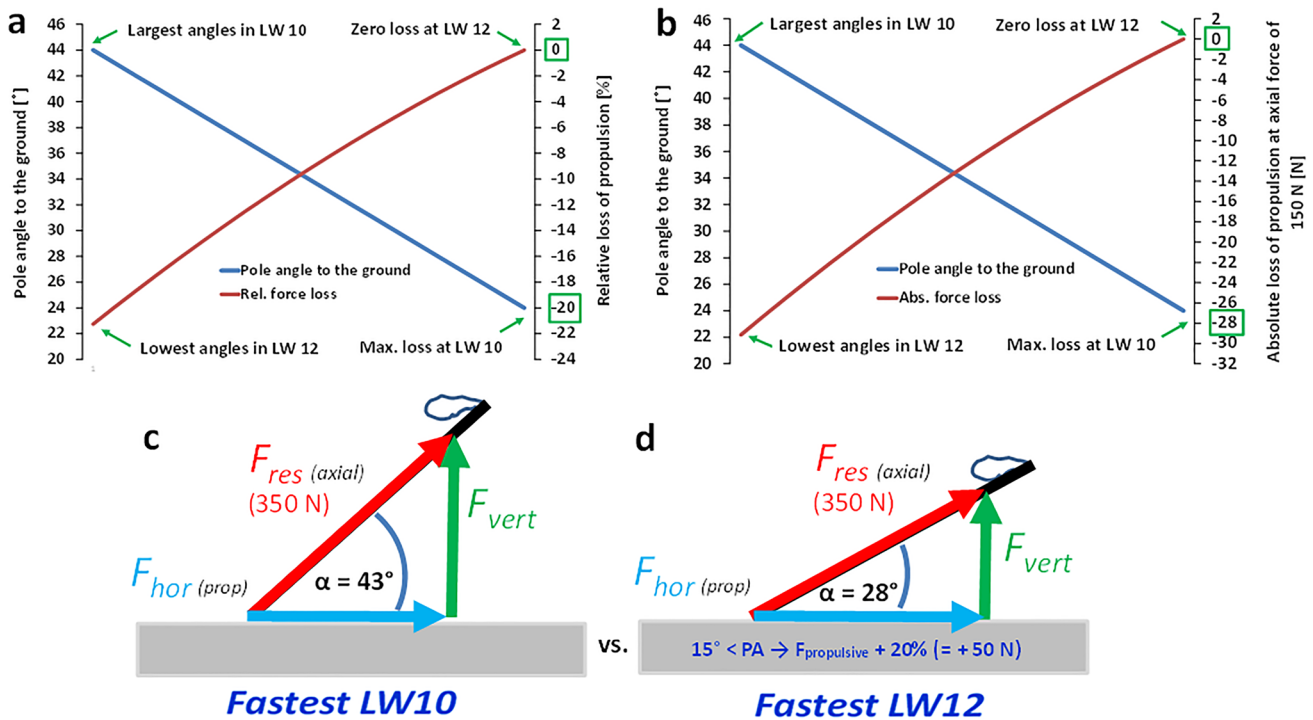 a
Pole angle to the ground [˚]
46
44
42
40
38
36
34
32
30
28
26
24
22
20
Largest angles in LW 10
Zero loss at LW 12
Pole angle to the ground
Rel. force loss
Lowest angles in LW 12
Max. loss at LW 10
2
0
-2
-4
-6
-8
-10
-12
-14
-16
-18
-20
-22
-24
Relative loss of propulsion [%]
1
b
Pole angle to the ground [˚]
46
44
42
40
38
36
34
32
30
28
26
24
22
20
Largest angles in LW 10
Zero loss at LW 12
Pole angle to the ground
Abs. force loss
Lowest angles in LW 12
Max. loss at LW 10
2
0
-2
-4
-6
-8
-10
-12
-14
-16
-18
-20
-22
-24
-26
-28
-30
-32
Absolute loss of propulsion at axial force of
150 N [N]
c
Fres (axial)
(350 N)
Fvert
Fhor (prop)
α = 43°
Fastest LW10
vs.
d
Fres (axial)
(350 N)
Fvert
Fhor (prop)
α = 28°
15° < PA → Fpropulsive + 20% (= + 50 N)
Fastest LW12